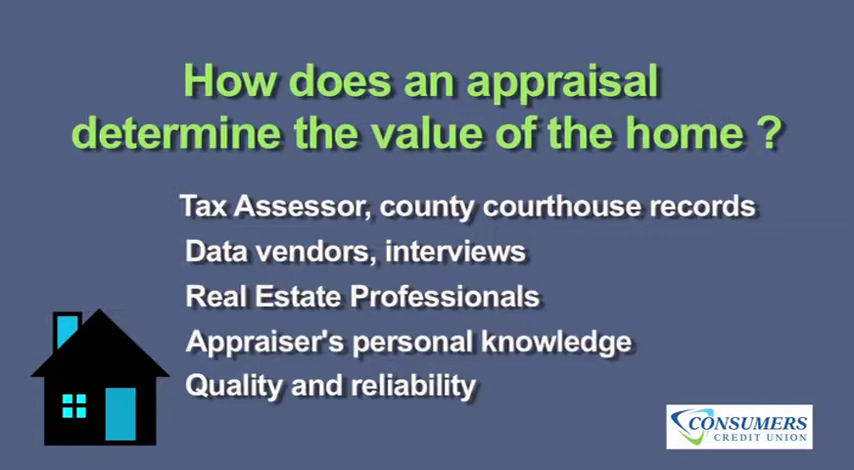 How does an appraisal
determine the value of the home ?
Tax Assessor, county courthouse records
Data vendors, interviews
Real Estate Professionals
Appraiser's personal knowledge
Quality and reliability
CONSUMERS
CREDIT UNION